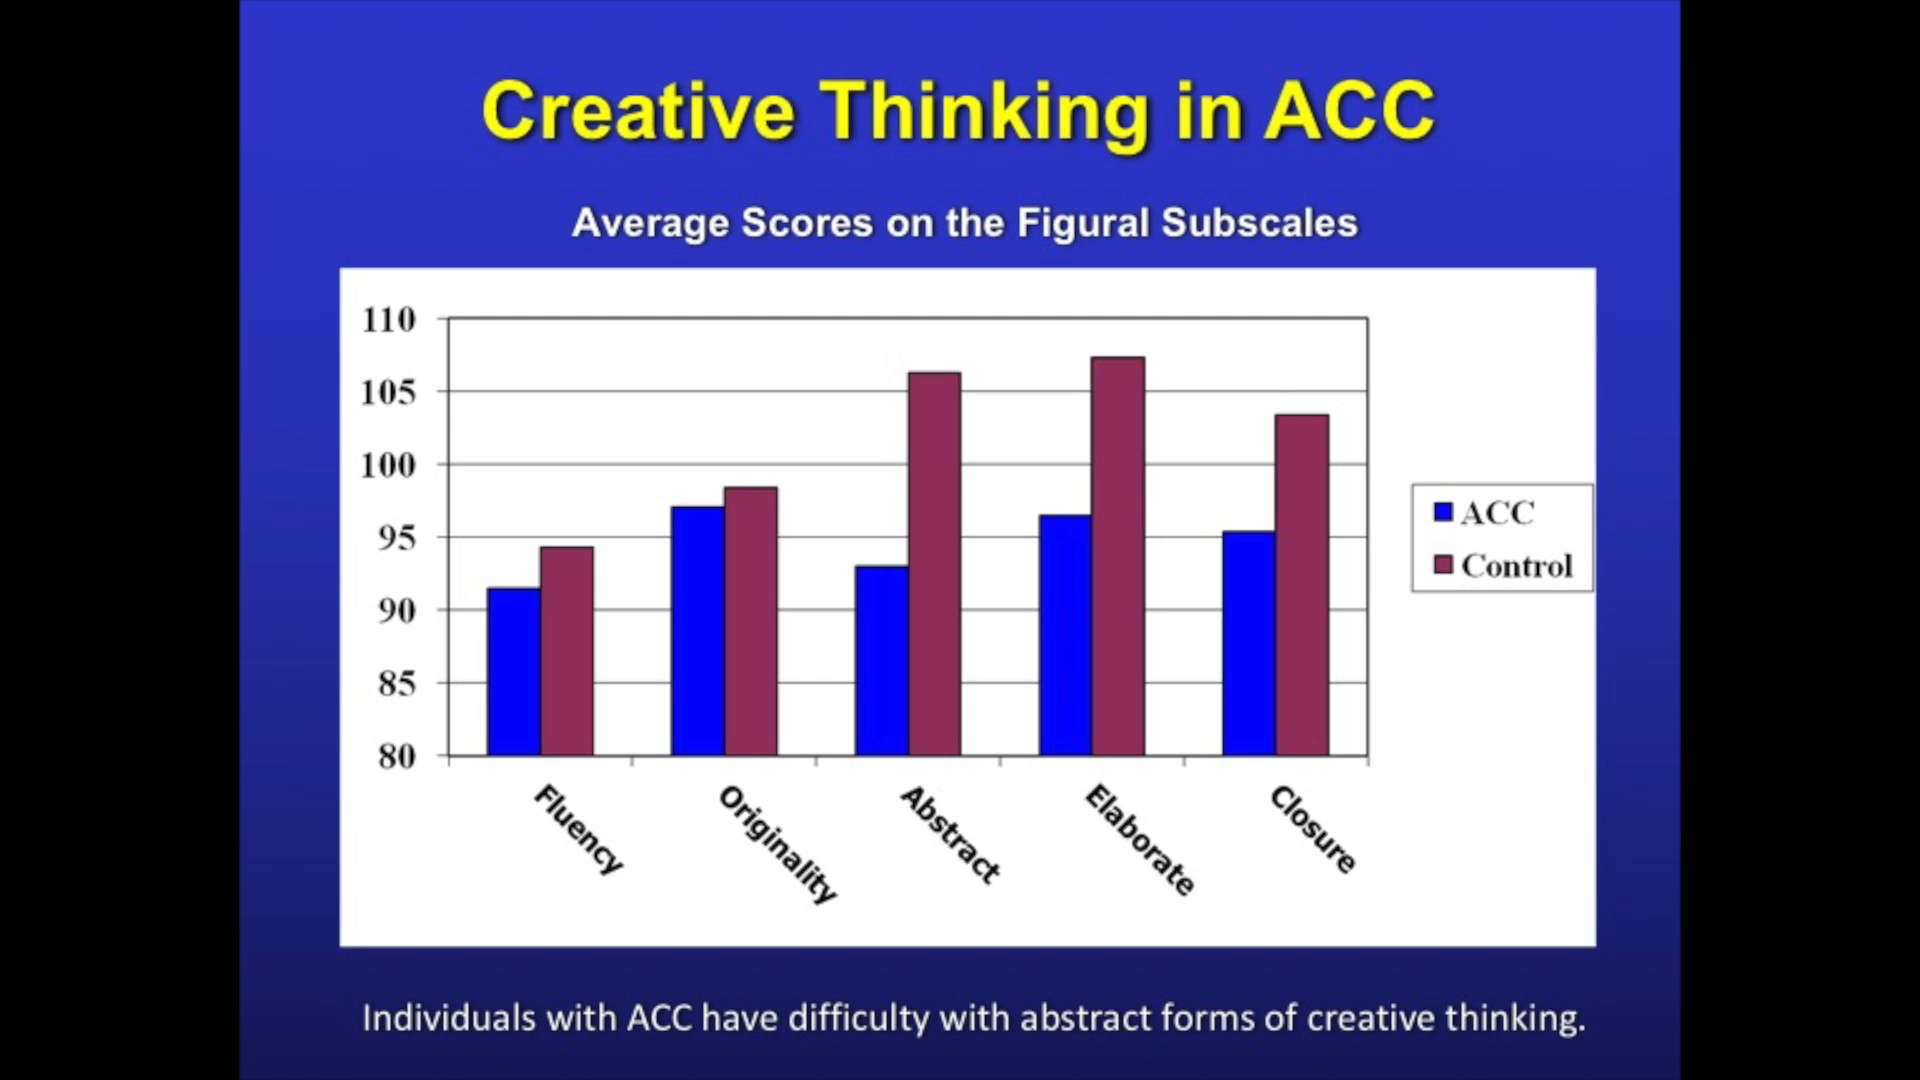 Creative Thinking in ACC
Average Scores on the Figural Subscales
110
105
100
95
90
85
80
ACC
Control
Fluency
Originality
Abstract
Elaborate
Closure
Individuals with ACC have difficulty with abstract forms of creative thinking.